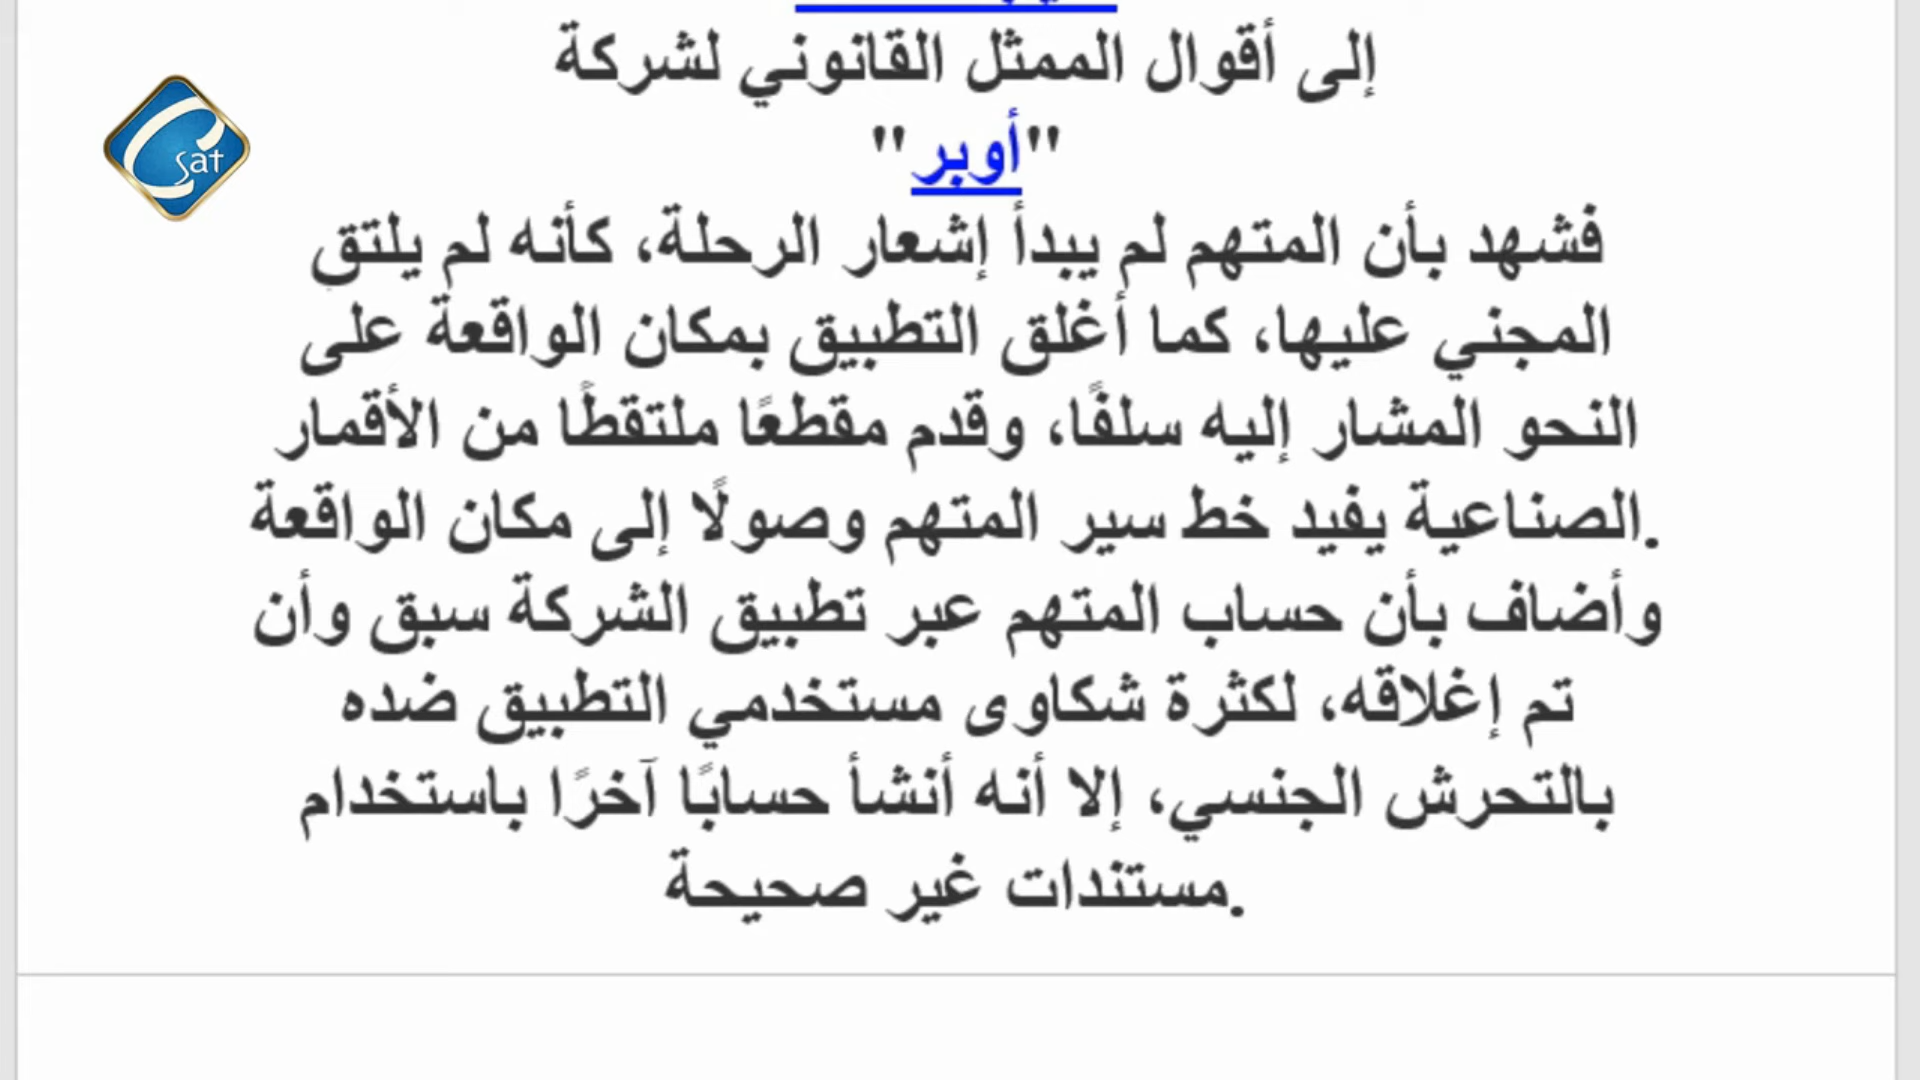 إلى أقوال الممثل القانوني لشركة
"أوبر"
فشهد بأن المتهم لم يبدأ إشعار الرحلة، كأنه لم يلتقِ
المجني عليها، كما أغلق التطبيق بمكان الواقعة على
النحو المشار إليه سلفًا، وقدم مقطعًا ملتقطًا من الأقمار
الصناعية يفيد خط سير المتهم وصولًا إلى مكان الواقعة.
وأضاف بأن حساب المتهم عبر تطبيق الشركة سبق وأن
تم إغلاقه، لكثرة شكاوى مستخدمي التطبيق ضده
بالتحرش الجنسي، إلا أنه أنشأ حسابًا آخرًا باستخدام
مستندات غير صحيحة.
C Sat